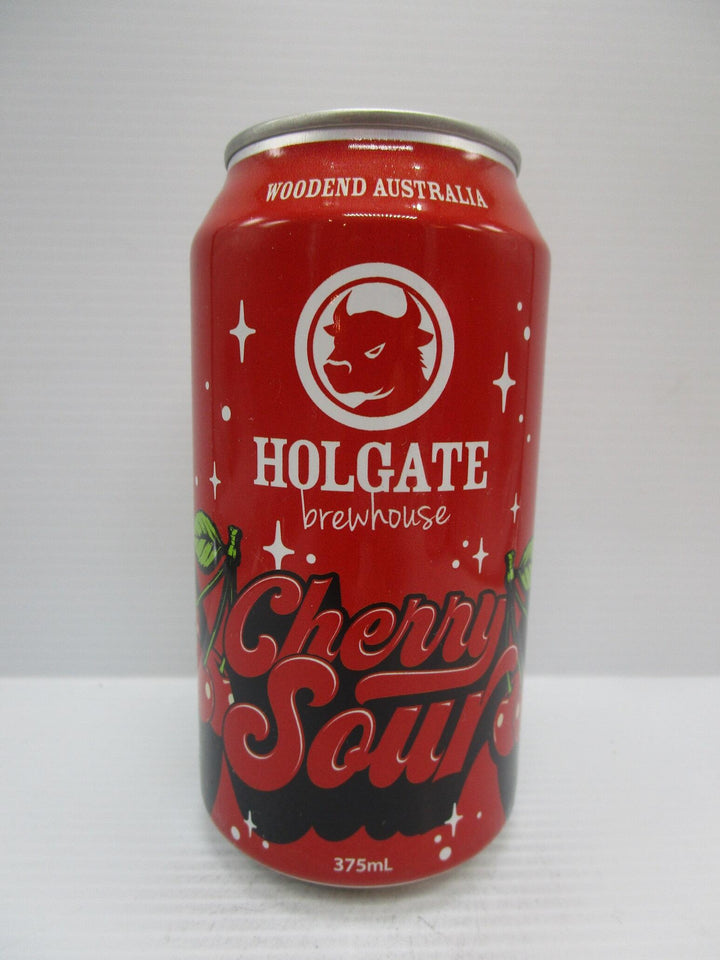 WOODEND AUSTRALIA
HOLGATE
brewhouse
Cherry
Sour
375mL